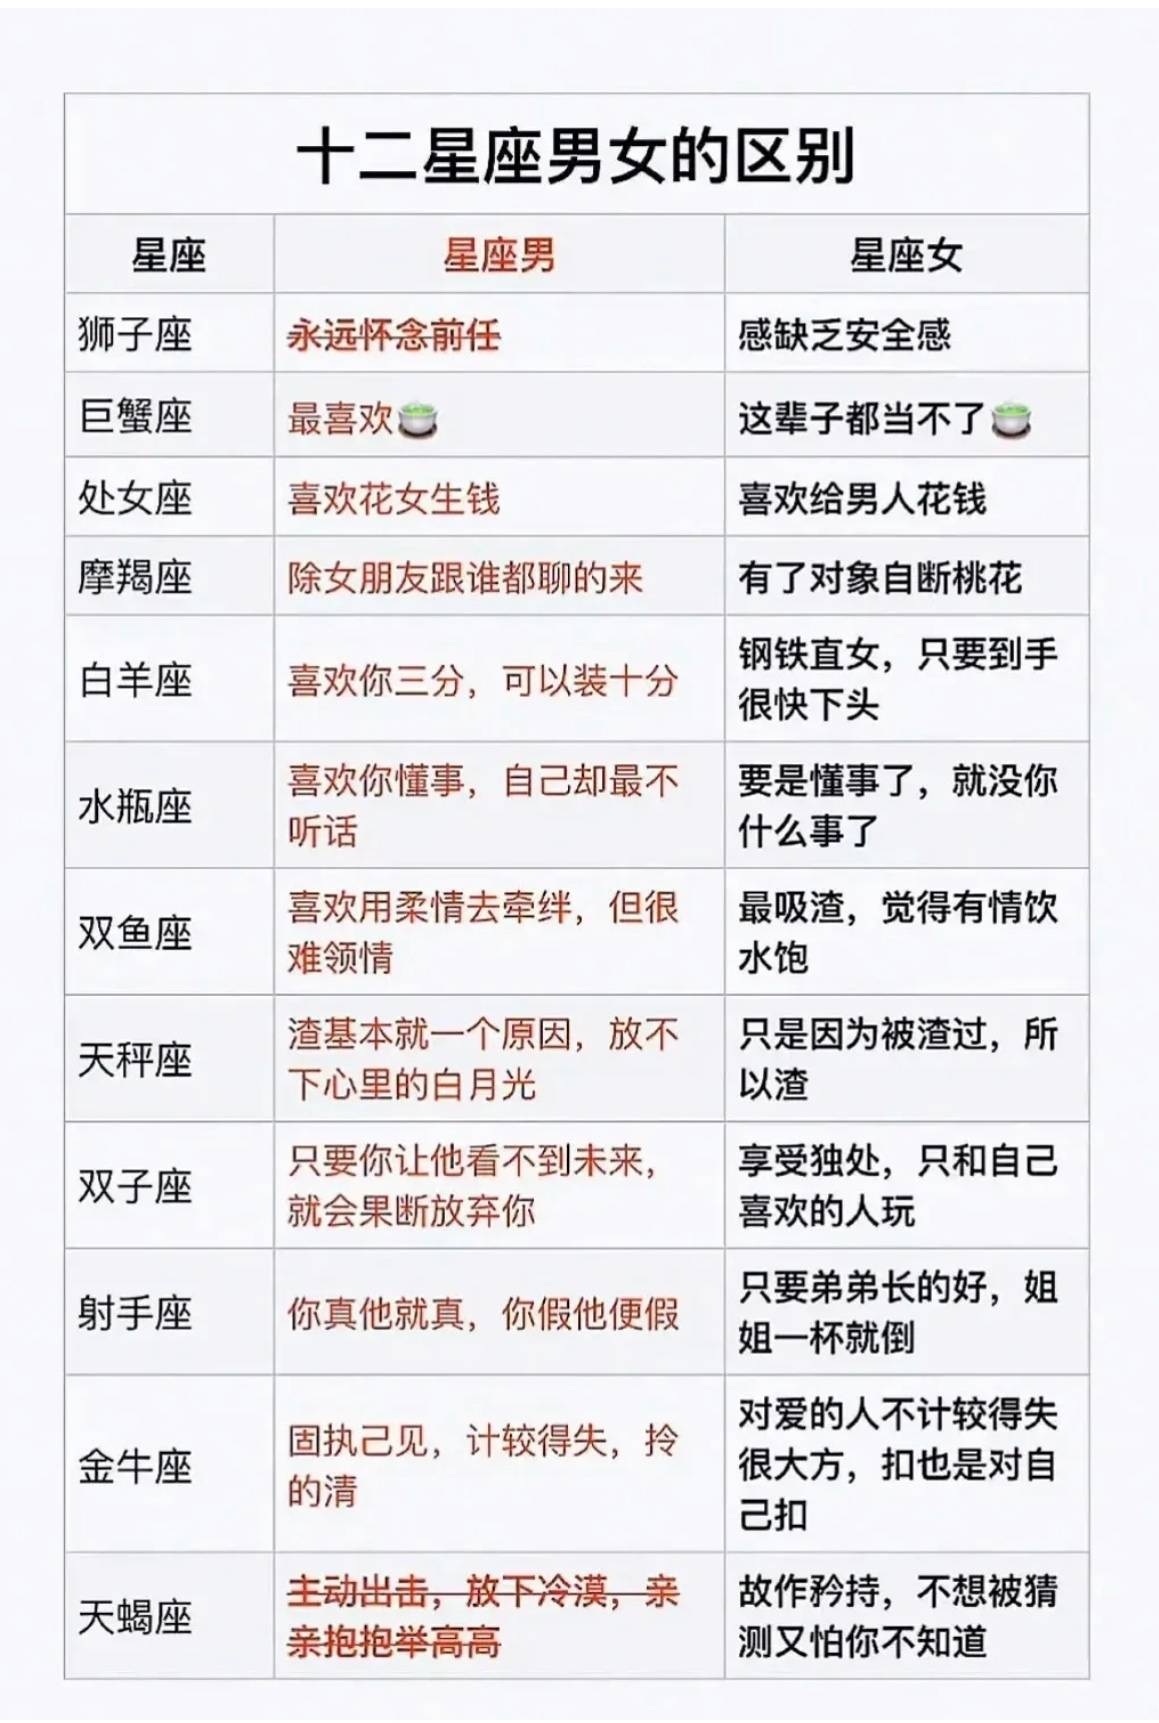 十二星座男女的区别
星座 星座男 星座女
狮子座 永远怀念前任 感缺乏安全感
巨蟹座 最喜欢🍵 这辈子都当不了🍵
处女座 喜欢花女生钱 喜欢给男人花钱
摩羯座 除女朋友跟谁都聊的来 有了对象自断桃花
白羊座 喜欢你三分，可以装十分 钢铁直女，只要到手
很快下头
水瓶座 喜欢你懂事，自己却最不
听话 要是懂事了，就没你
什么事了
双鱼座 喜欢用柔情去牵绊，但很
难领情 最吸渣，觉得有情饮
水饱
天秤座 渣基本就一个原因，放不
下心里的白月光 只是因为被渣过，所
以渣
双子座 只要你让他看不到未来，
就会果断放弃你 享受独处，只和自己
喜欢的人玩
射手座 你真他就真，你假他便假 只要弟弟长的好，姐
姐一杯就倒
金牛座 固执己见，计较得失，拎
的清 对爱的人不计较得失
很大方，扣也是对自
己扣
天蝎座 主动出击，放下冷漠，亲
亲抱抱举高高 故作矜持，不想被猜
测又怕你不知道